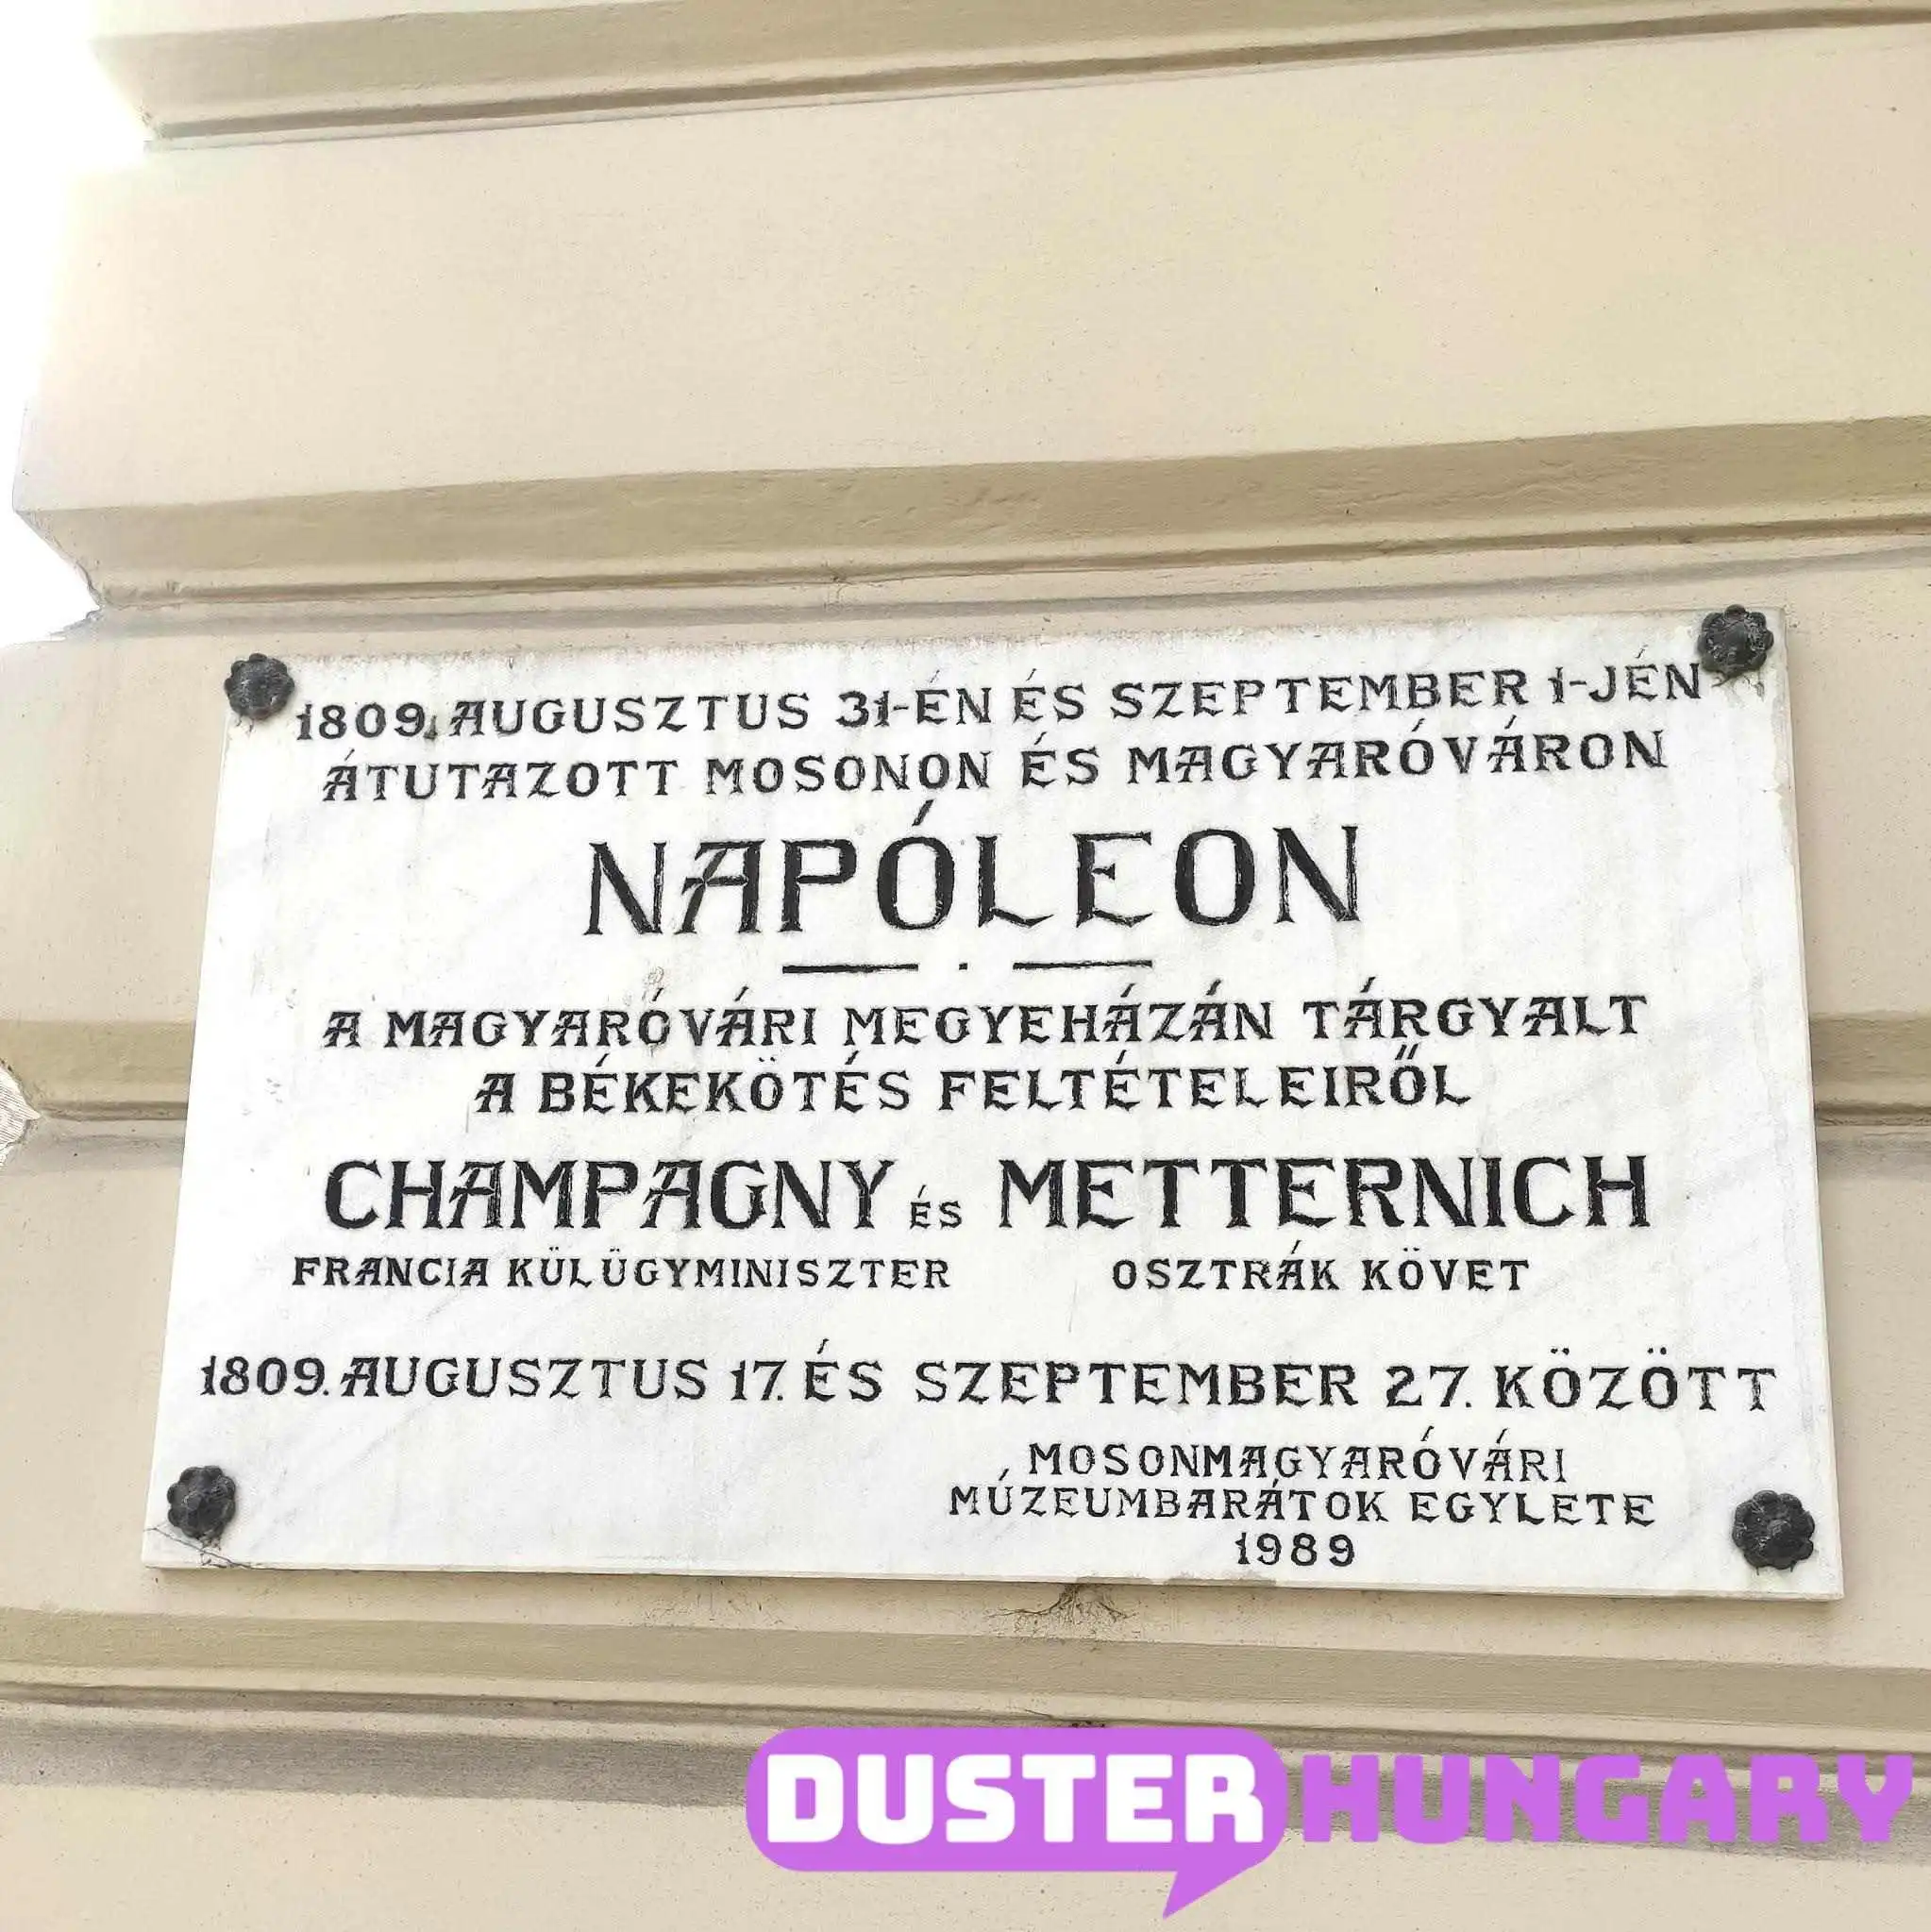 1809. AUGUSZTUS 31-ÉN ÉS SZEPTEMBER 1-JÉN
ÁTUTAZOTT MOSONON ÉS MAGYARÓVÁRON
NAPÓLEON
A MAGYARÓVÁRI MEGYEHÁZÁN TÁRGYALT
A BÉKEKÖTÉS FELTÉTELEIRŐL
CHAMPAGNY ÉS METTERNICH
FRANCIA KÜLÜGYMINISZTER OSZTRÁK KÖVET
1809. AUGUSZTUS 17. ÉS SZEPTEMBER 27. KÖZÖTT
MOSONMAGYARÓVÁRI
MÚZEUMBARÁTOK EGYLETE
1989
DUSTER HUNGARY